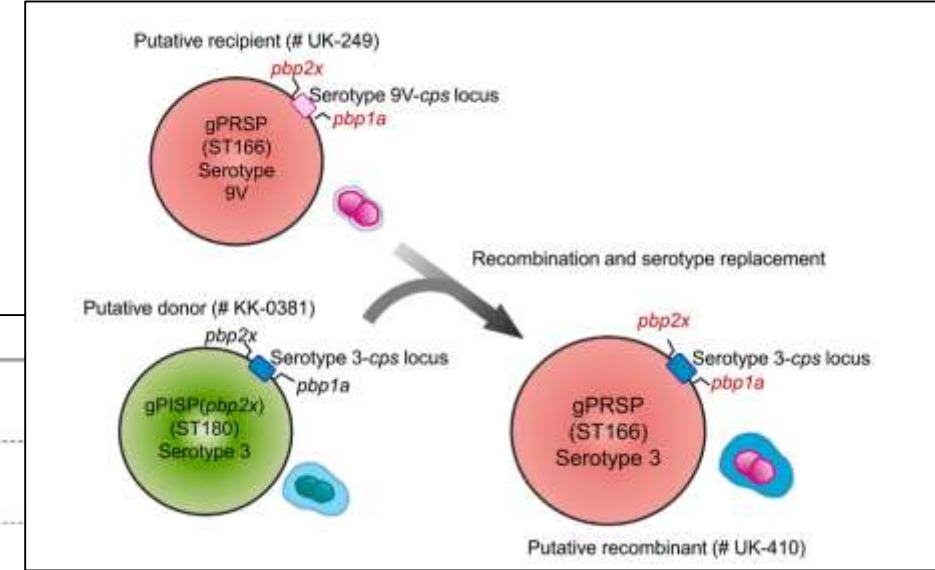 Putative recipient (# UK-249)
pbp2x
Serotype 9V-cps locus
pbp1a
gPRSP
(ST166)
Serotype
9V
Recombination and serotype replacement
Putative donor (# KK-0381)
pbp2x
Serotype 3-cps locus
pbp1a
gPISP(pbp2x)
(ST180)
Serotype 3
pbp2x
Serotype 3-cps locus
pbp1a
gPRSP
(ST166)
Serotype 3
Putative recombinant (# UK-410)